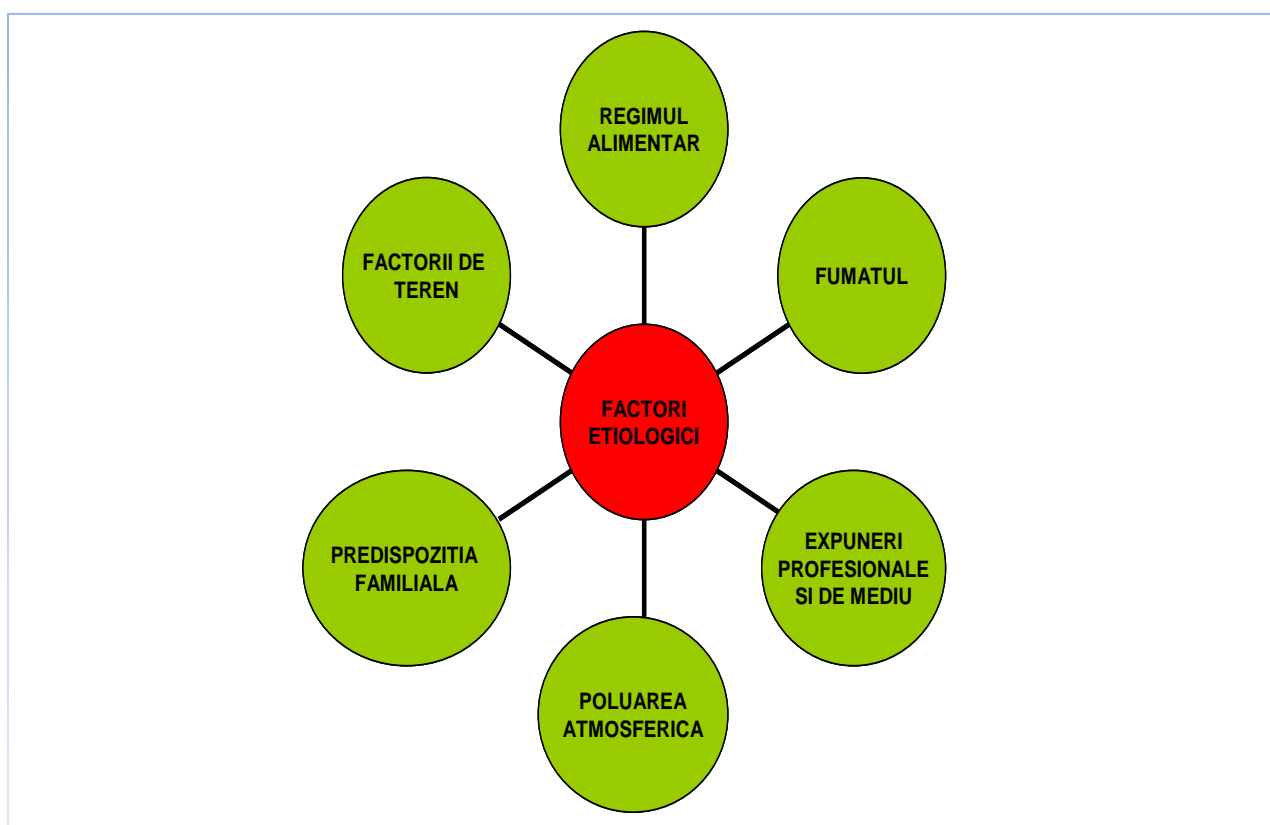 REGIMUL
ALIMENTAR
FACTORII DE
TEREN
FUMATUL
FACTORI
ETIOLOGICI
PREDISPOZITIA
FAMILIALA
EXPUNERI
PROFESIONALE
SI DE MEDIU
POLUAREA
ATMOSFERICA